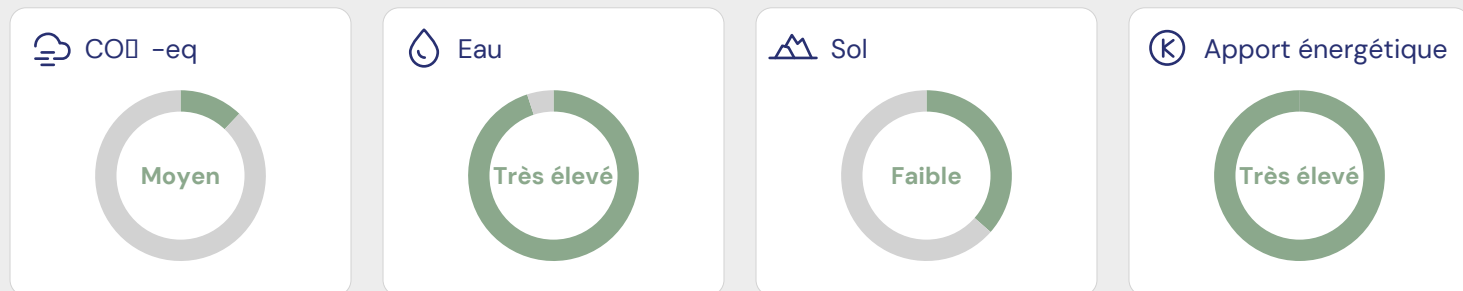 CO▯ -eq
Eau
Sol
Apport énergétique
Moyen
Très élevé
Faible
Très élevé